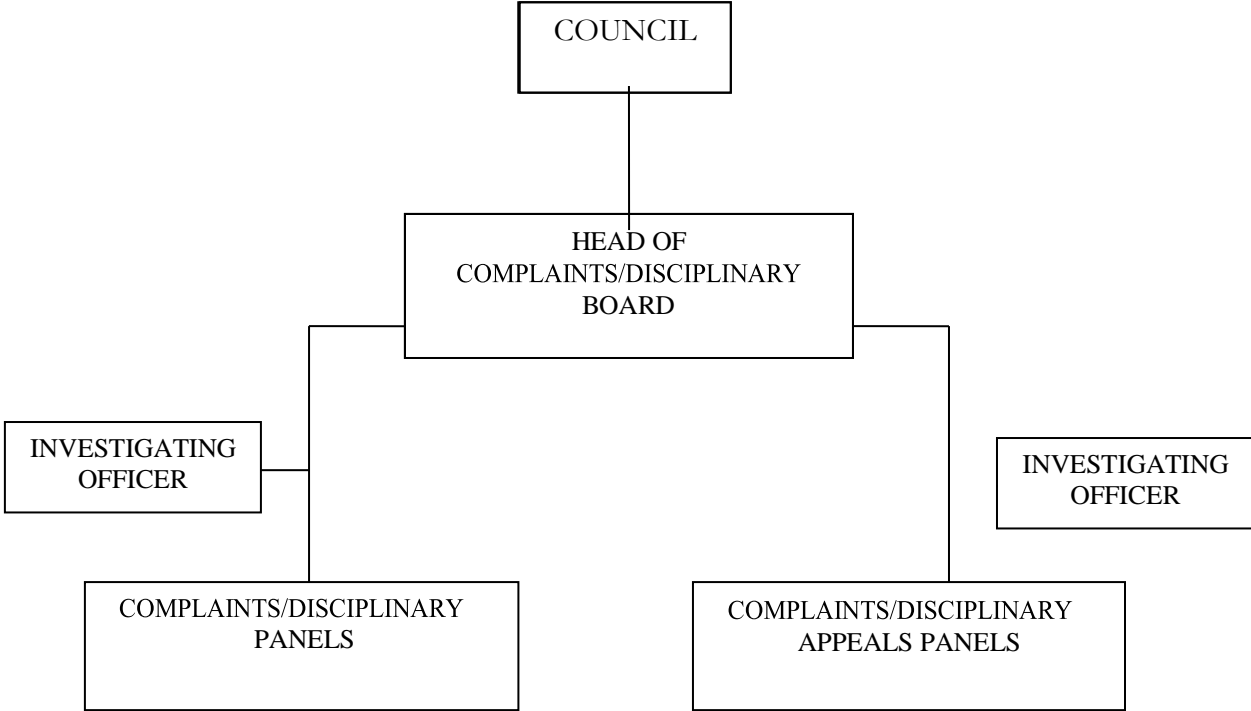 COUNCIL
HEAD OF
COMPLAINTS/DISCIPLINARY
BOARD
INVESTIGATING
OFFICER
INVESTIGATING
OFFICER
COMPLAINTS/DISCIPLINARY
PANELS
COMPLAINTS/DISCIPLINARY
APPEALS PANELS